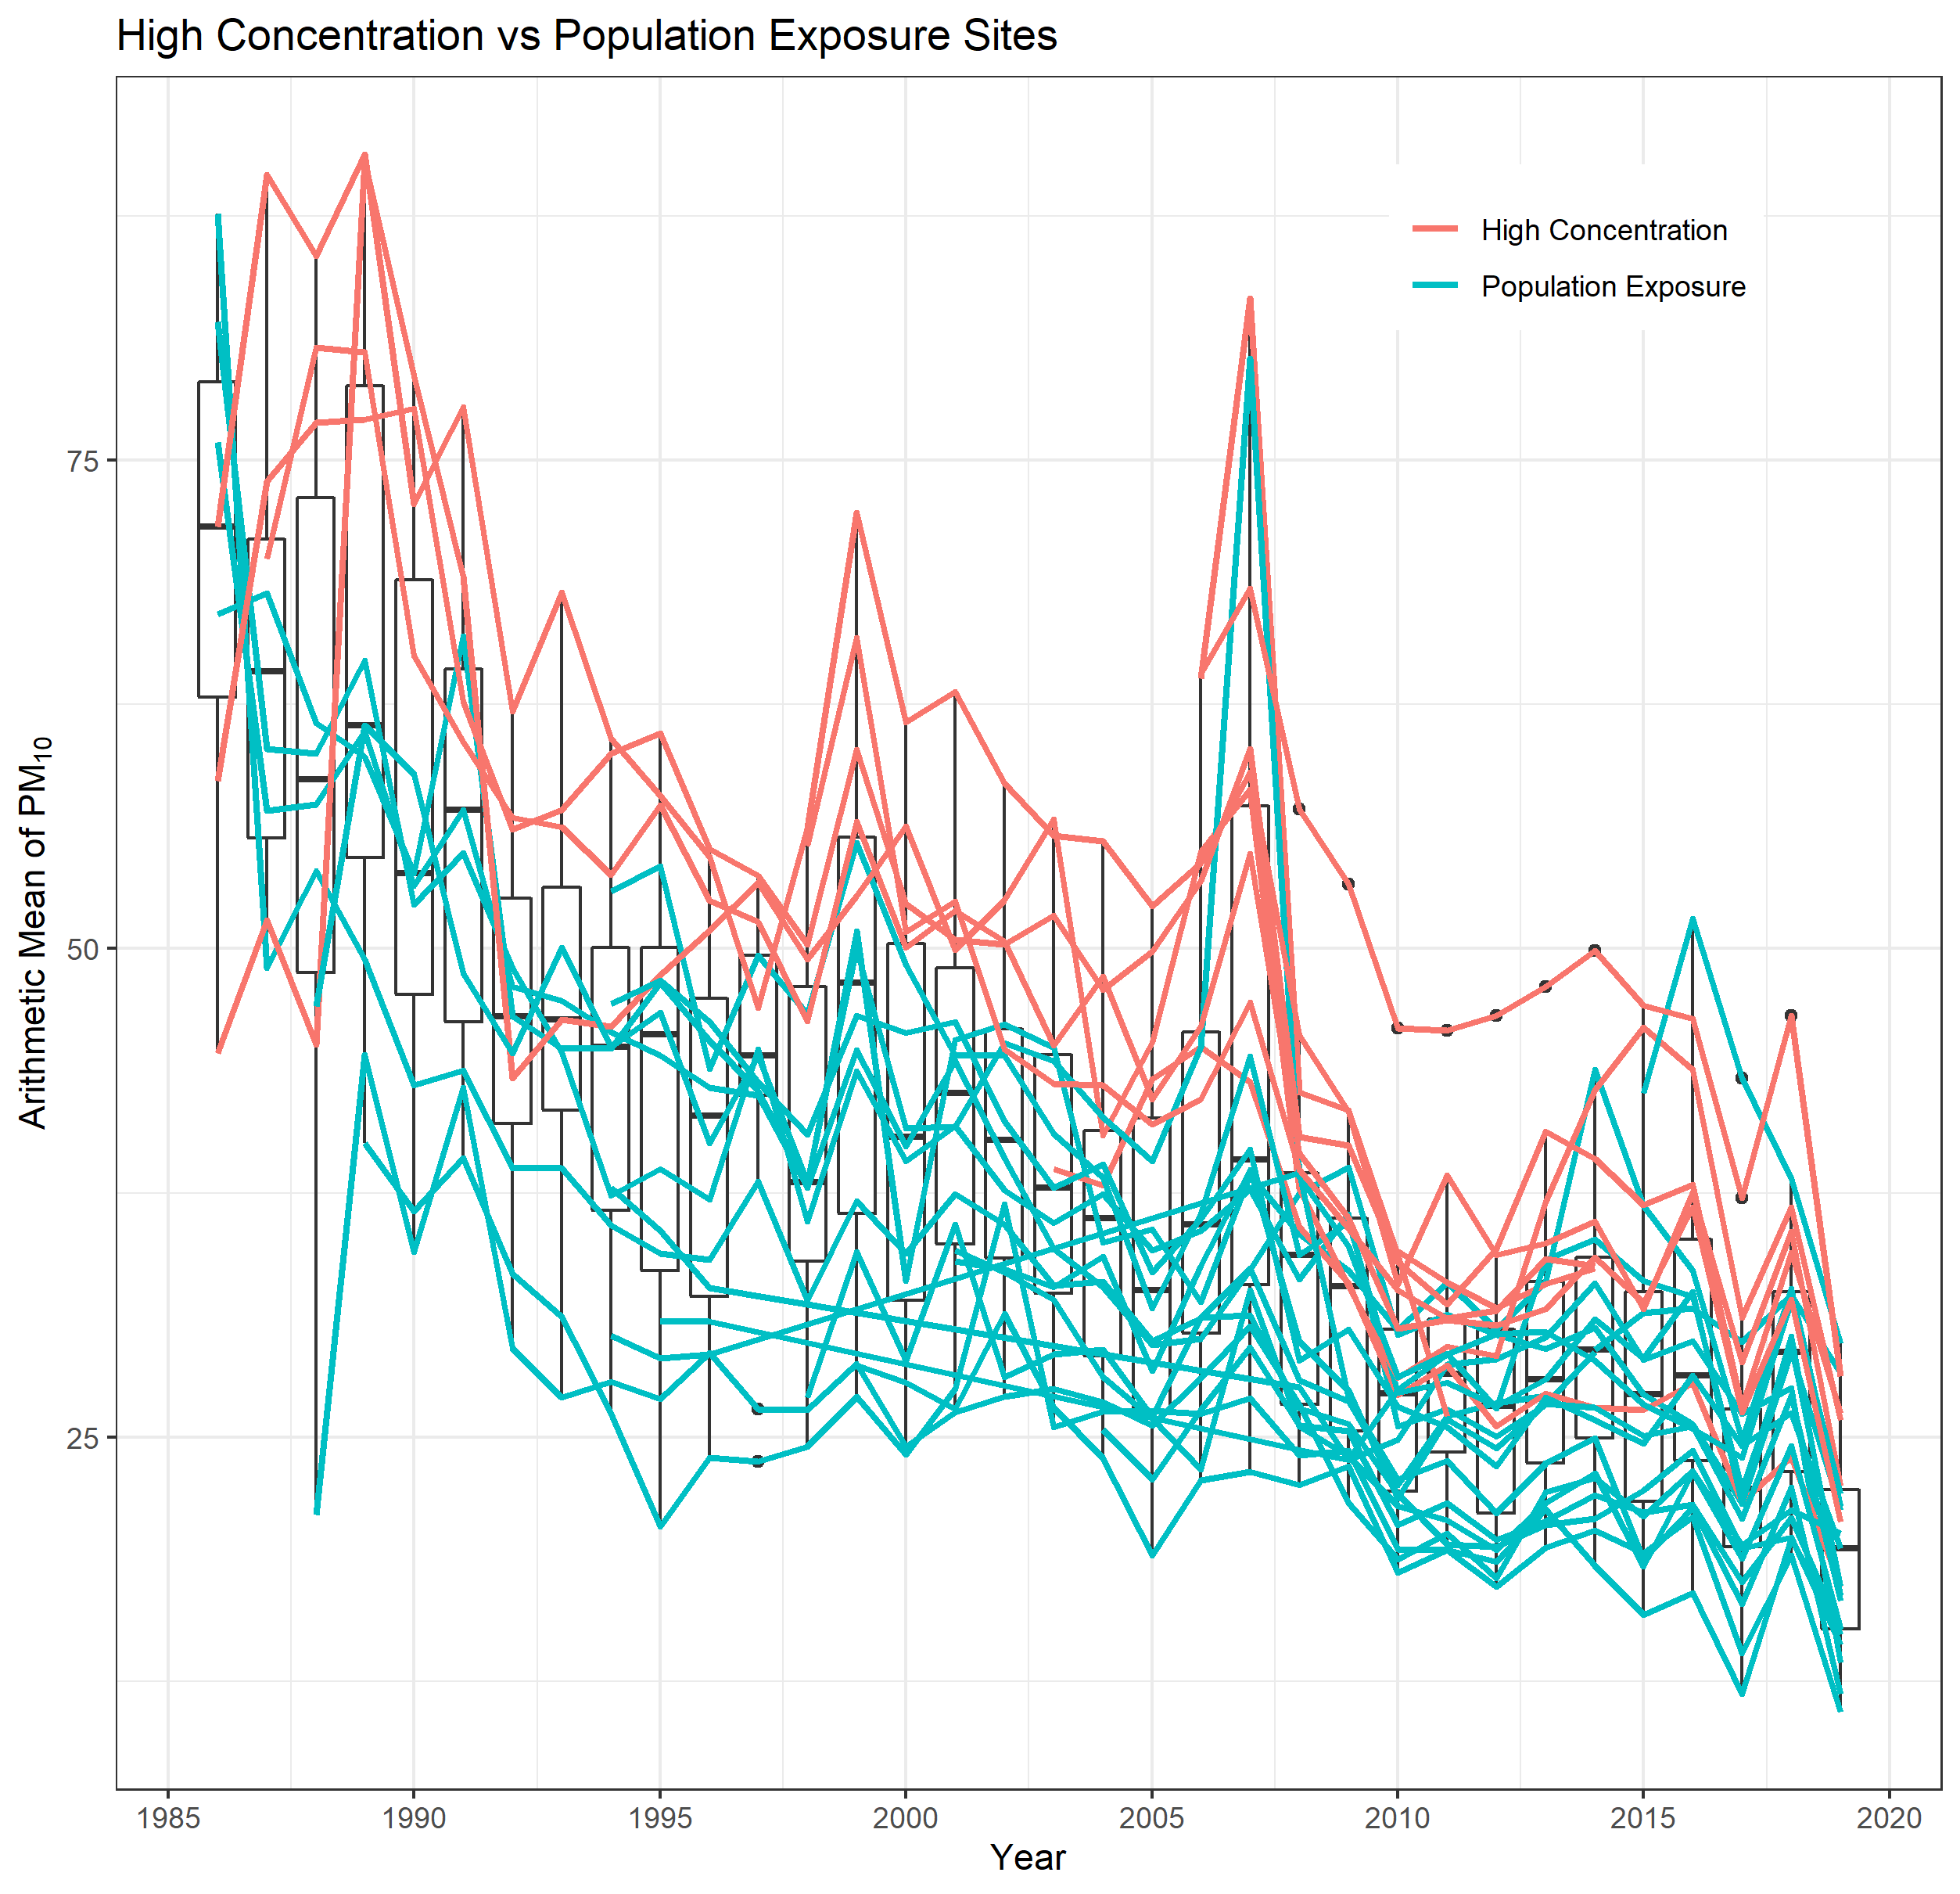 High Concentration vs Population Exposure Sites
High Concentration
Population Exposure
75
50
25
Arithmetic Mean of PM10
1985 1990 1995 2000 2005 2010 2015 2020
Year